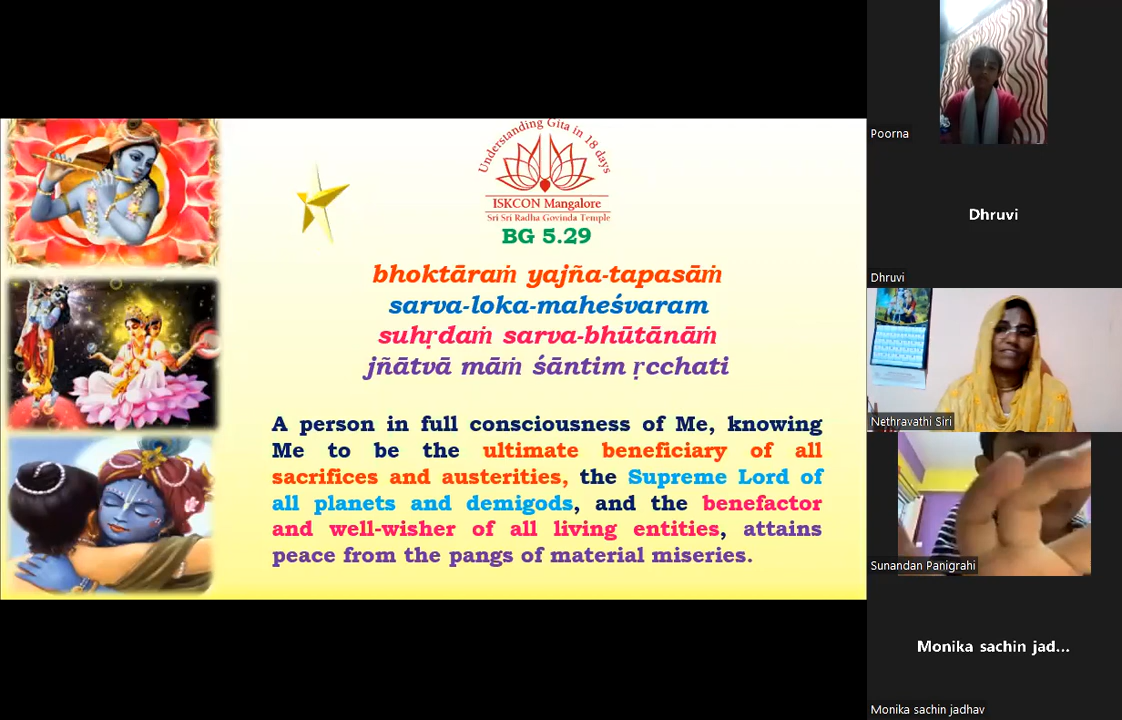 Understanding Gita in 18 days
ISKCON Mangalore
Sri Sri Radha Govinda Temple
BG 5.29
bhoktāraṁ yajña-tapasāṁ
sarva-loka-maheśvaram
suhṛdaṁ sarva-bhūtānāṁ
jñātvā māṁ śāntim ṛcchati
A person in full consciousness of Me, knowing
Me to be the ultimate beneficiary of all
sacrifices and austerities, the Supreme Lord of
all planets and demigods, and the benefactor
and well-wisher of all living entities, attains
peace from the pangs of material miseries.
Poorna
Dhruvi
Dhruvi
Nethravathi Siri
Sunandan Panigrahi
Monika sachin jad...
Monika sachin jadhav